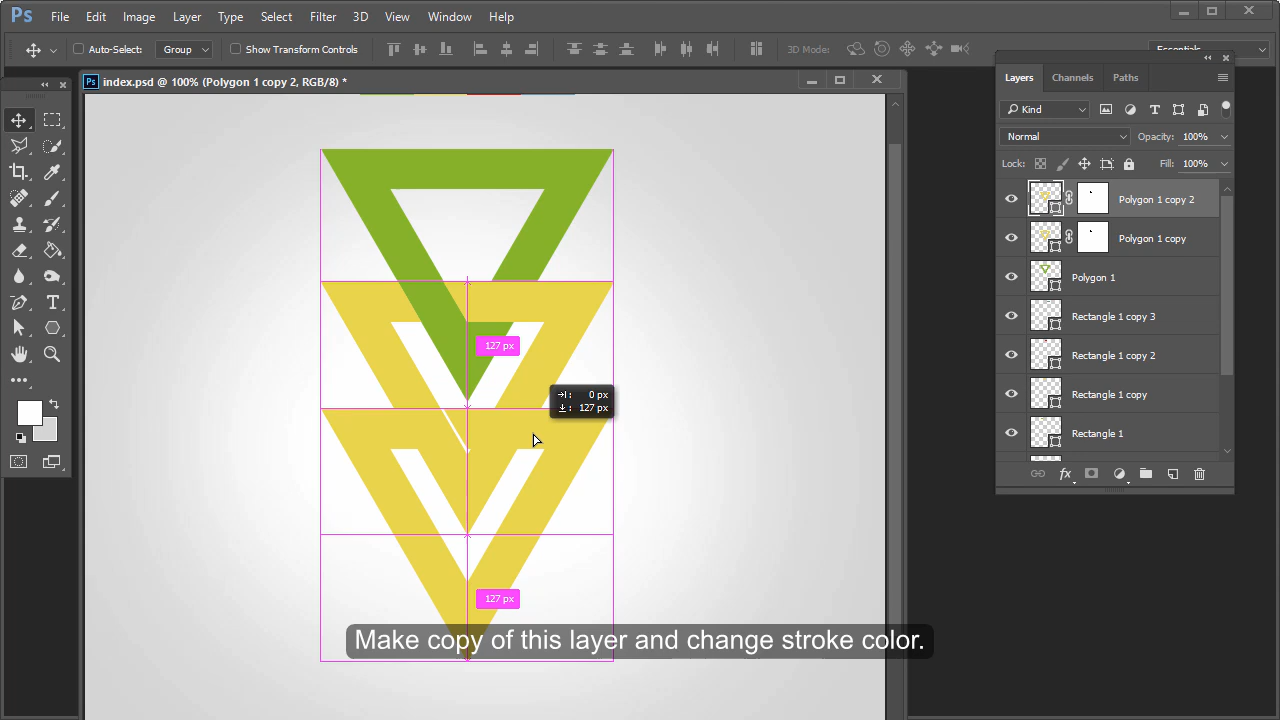 Ps File Edit Image Layer Type Select Filter 3D View Window Help
Auto-Select: Group Show Transform Controls 3D Mode: Essentials
Ps index.psd @ 100% (Polygon 1 copy 2, RGB/8) *
Layers Channels Paths
Kind
Normal Opacity: 100%
Lock: Fill: 100%
Polygon 1 copy 2
Polygon 1 copy
Polygon 1
Rectangle 1 copy 3
Rectangle 1 copy 2
Rectangle 1 copy
Rectangle 1
fx
127 px
0 px
127 px
127 px
Make copy of this layer and change stroke color.